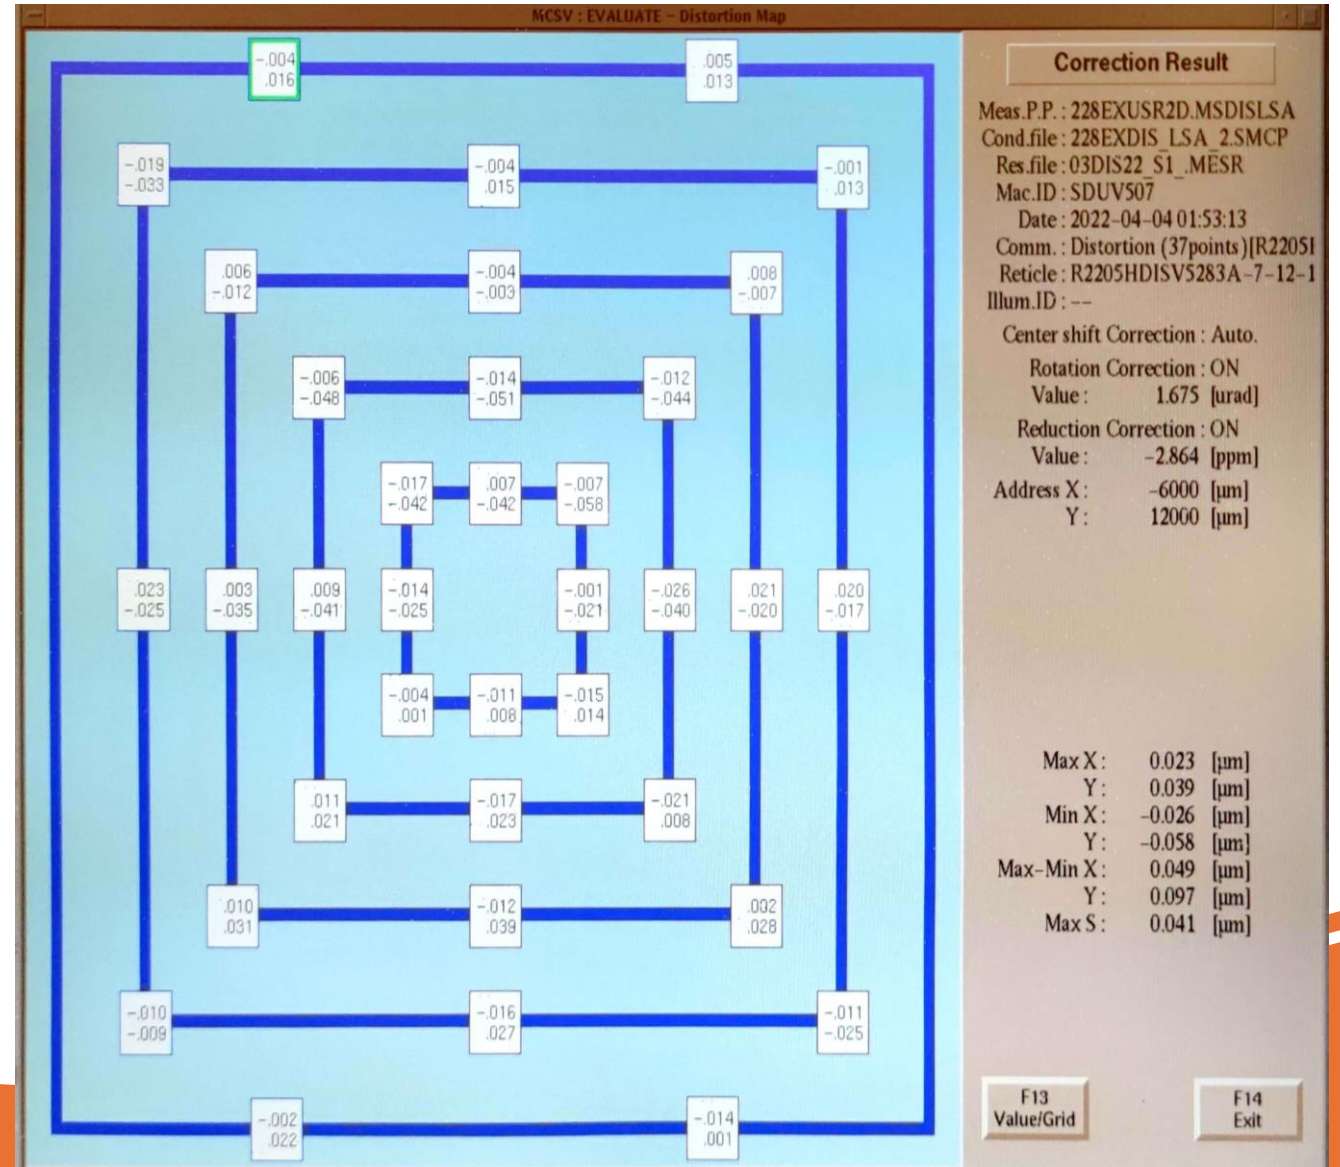 MCSV : EVALUATE - Distortion Map
-.004
.016
.005
.013
-.019
-.033
-.004
.015
-.001
.013
.006
-.012
-.004
-.003
.008
-.007
-.006
-.048
-.014
-.051
-.012
-.044
-.017
-.042
.007
-.042
-.007
-.058
.023
-.025
.003
-.035
.009
-.041
-.014
-.025
-.001
-.021
-.026
-.040
.021
-.020
.020
-.017
-.004
.001
-.011
.008
-.015
.014
.011
.021
-.017
.023
-.021
.008
.010
.031
-.012
.039
.002
.028
-.010
-.009
-.016
.027
-.011
-.025
-.002
.022
-.014
.001
Correction Result
Meas.P.P. : 228EXUSR2D.MSDISLSA
Cond.file : 228EXDIS_LSA_2.SMCP
Res.file : 03DIS22_S1_.MESR
Mac.ID : SDUV507
Date : 2022-04-04 01:53:13
Comm. : Distortion (37points)[R2205I
Reticle : R2205HDISV5283A-7-12-1
Illum.ID : --
Center shift Correction : Auto.
Rotation Correction : ON
Value : 1.675 [urad]
Reduction Correction : ON
Value : -2.864 [ppm]
Address X : -6000 [µm]
Y : 12000 [µm]
Max X : 0.023 [µm]
Y : 0.039 [µm]
Min X : -0.026 [µm]
Y : -0.058 [µm]
Max-Min X : 0.049 [µm]
Y : 0.097 [µm]
Max S : 0.041 [µm]
F13
Value/Grid
F14
Exit